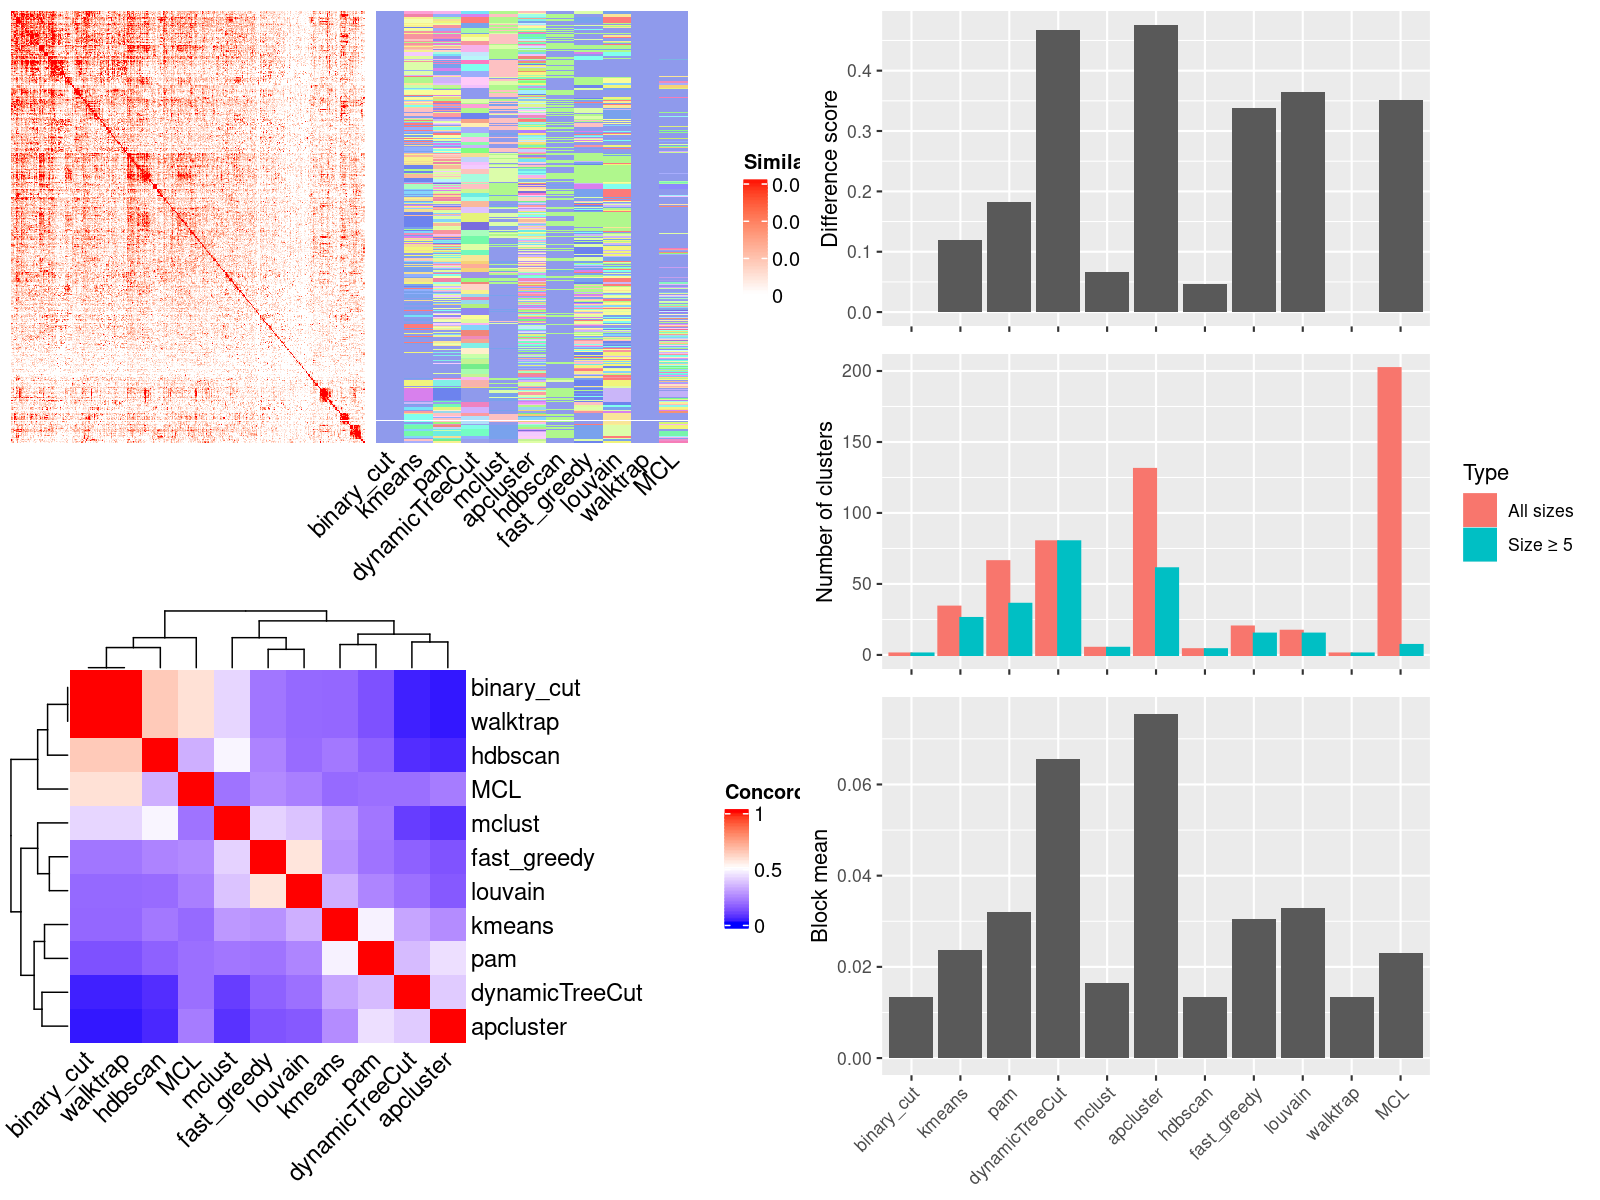 Simila
0.0
0.0
0.0
0
binary_cut
kmeans
pam
dynamicTreeCut
mclust
apcluster
hdbscan
fast_greedy
louvain
walktrap
MCL
binary_cut
walktrap
hdbscan
MCL
mclust
fast_greedy
louvain
kmeans
pam
dynamicTreeCut
apcluster
Concord
1
0.5
0
binary_cut
walktrap
hdbscan
MCL
mclust
fast_greedy
louvain
kmeans
pam
dynamicTreeCut
apcluster
Difference score
0.4
0.3
0.2
0.1
0.0
Number of clusters
200
150
100
50
0
Type
All sizes
Size ≥ 5
Block mean
0.06
0.04
0.02
0.00
binary_cut
kmeans
pam
dynamicTreeCut
mclust
apcluster
hdbscan
fast_greedy
louvain
walktrap
MCL